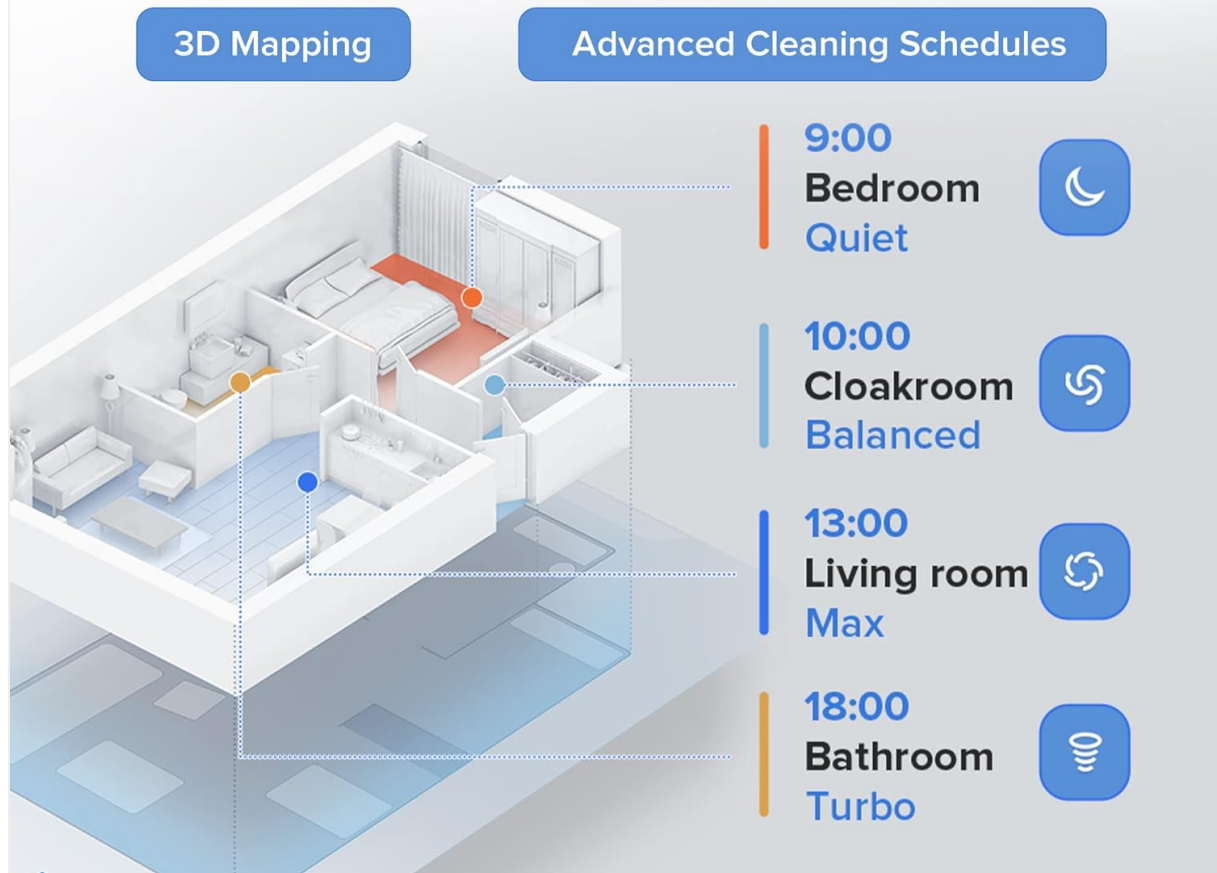 3D Mapping
Advanced Cleaning Schedules
9:00
Bedroom
Quiet
10:00
Cloakroom
Balanced
13:00
Living room
Max
18:00
Bathroom
Turbo